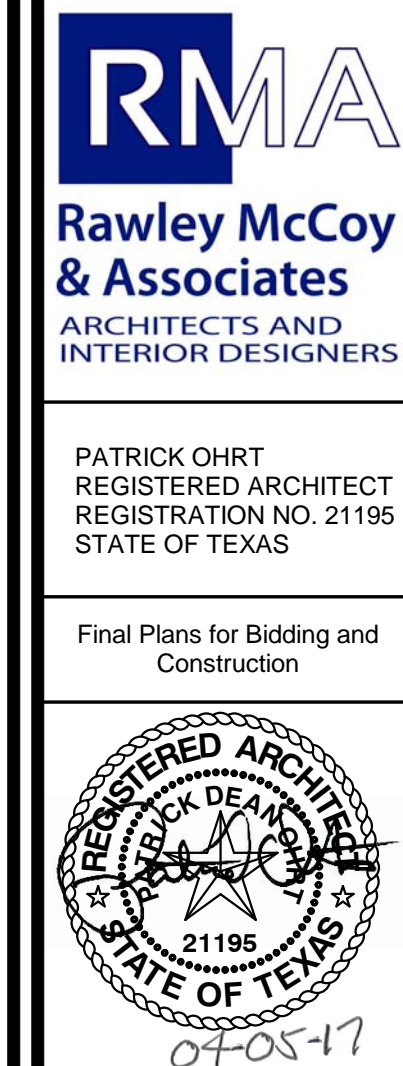 RMA
Rawley McCoy
& Associates
ARCHITECTS AND
INTERIOR DESIGNERS
PATRICK OHRT
REGISTERED ARCHITECT
REGISTRATION NO. 21195
STATE OF TEXAS
Final Plans for Bidding and
Construction
REGISTERED ARCHITECT
PATRICK DEAN OHRT
21195
STATE OF TEXAS
04-05-17